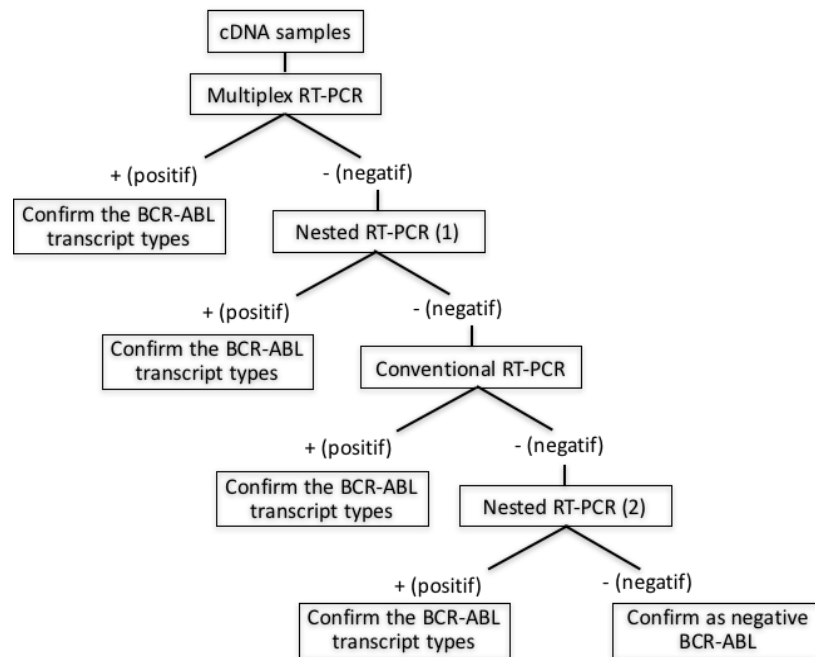 cDNA samples
Multiplex RT-PCR
+ (positif)
- (negatif)
Confirm the BCR-ABL
transcript types
Nested RT-PCR (1)
+ (positif)
- (negatif)
Confirm the BCR-ABL
transcript types
Conventional RT-PCR
+ (positif)
- (negatif)
Confirm the BCR-ABL
transcript types
Nested RT-PCR (2)
+ (positif)
- (negatif)
Confirm the BCR-ABL
transcript types
Confirm as negative
BCR-ABL